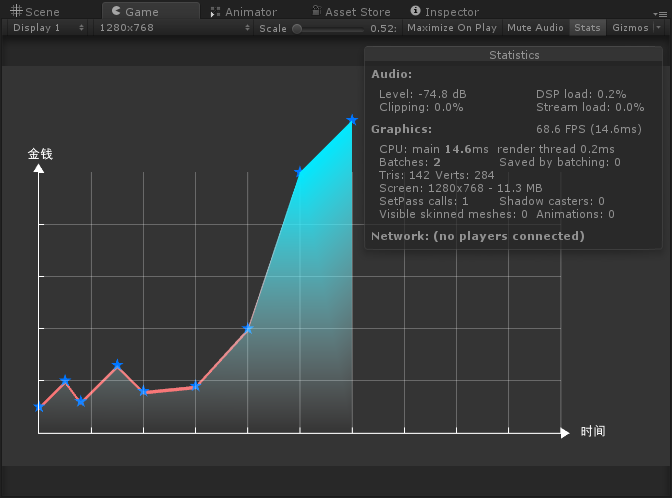 Scene Game Animator Asset Store Inspector
Display 1 1280x768 Scale 0.52: Maximize On Play Mute Audio Stats Gizmos
Statistics
Audio:
Level: -74.8 dB DSP load: 0.2%
Clipping: 0.0% Stream load: 0.0%
Graphics: 68.6 FPS (14.6ms)
CPU: main 14.6ms render thread 0.2ms
Batches: 2 Saved by batching: 0
Tris: 142 Verts: 284
Screen: 1280x768 - 11.3 MB
SetPass calls: 1 Shadow casters: 0
Visible skinned meshes: 0 Animations: 0
Network: (no players connected)
金钱
时间